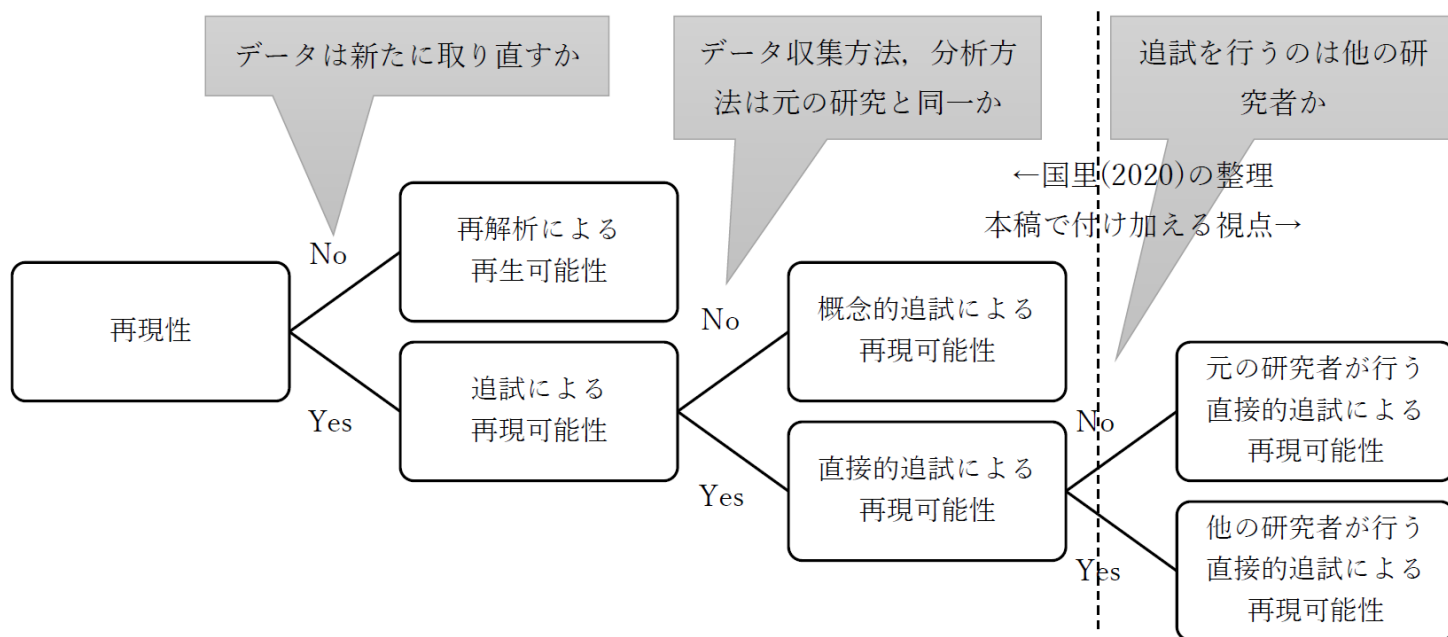 データは新たに取り直すか
データ収集方法，分析方
法は元の研究と同一か
追試を行うのは他の研
究者か
←国里(2020)の整理
本稿で付け加える視点→
再現性
No
Yes
再解析による
再生可能性
追試による
再現可能性
No
Yes
概念的追試による
再現可能性
直接的追試による
再現可能性
No
Yes
元の研究者が行う
直接的追試による
再現可能性
他の研究者が行う
直接的追試による
再現可能性